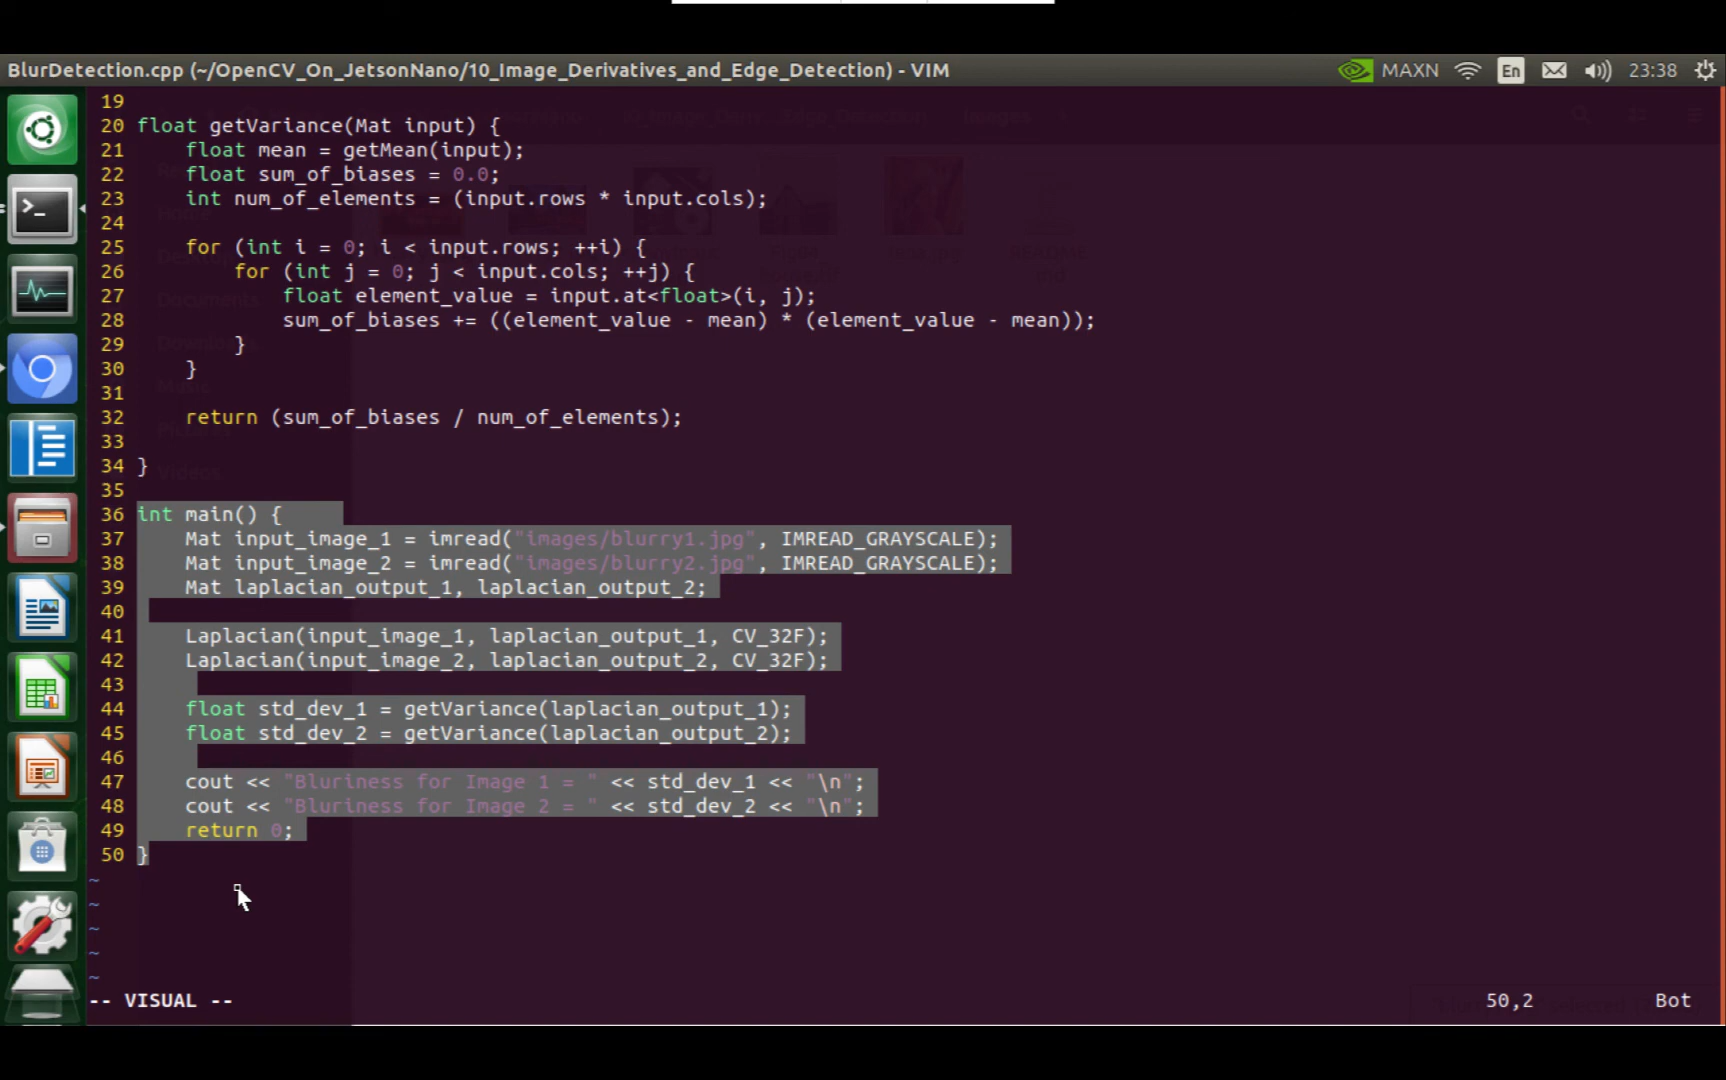 BlurDetection.cpp (~/OpenCV_On_JetsonNano/10_Image_Derivatives_and_Edge_Detection) - VIM
MAXN En 23:38
19
20 float getVariance(Mat input) {
21     float mean = getMean(input);
22     float sum_of_biases = 0.0;
23     int num_of_elements = (input.rows * input.cols);
24
25     for (int i = 0; i < input.rows; ++i) {
26         for (int j = 0; j < input.cols; ++j) {
27             float element_value = input.at<float>(i, j);
28             sum_of_biases += ((element_value - mean) * (element_value - mean));
29         }
30     }
31
32     return (sum_of_biases / num_of_elements);
33
34 }
35
36 int main() {
37     Mat input_image_1 = imread("images/blurry1.jpg", IMREAD_GRAYSCALE);
38     Mat input_image_2 = imread("images/blurry2.jpg", IMREAD_GRAYSCALE);
39     Mat laplacian_output_1, laplacian_output_2;
40
41     Laplacian(input_image_1, laplacian_output_1, CV_32F);
42     Laplacian(input_image_2, laplacian_output_2, CV_32F);
43
44     float std_dev_1 = getVariance(laplacian_output_1);
45     float std_dev_2 = getVariance(laplacian_output_2);
46
47     cout << "Bluriness for Image 1 = " << std_dev_1 << "\n";
48     cout << "Bluriness for Image 2 = " << std_dev_2 << "\n";
49     return 0;
50 }
~
~
~
~
~
-- VISUAL -- 50,2 Bot